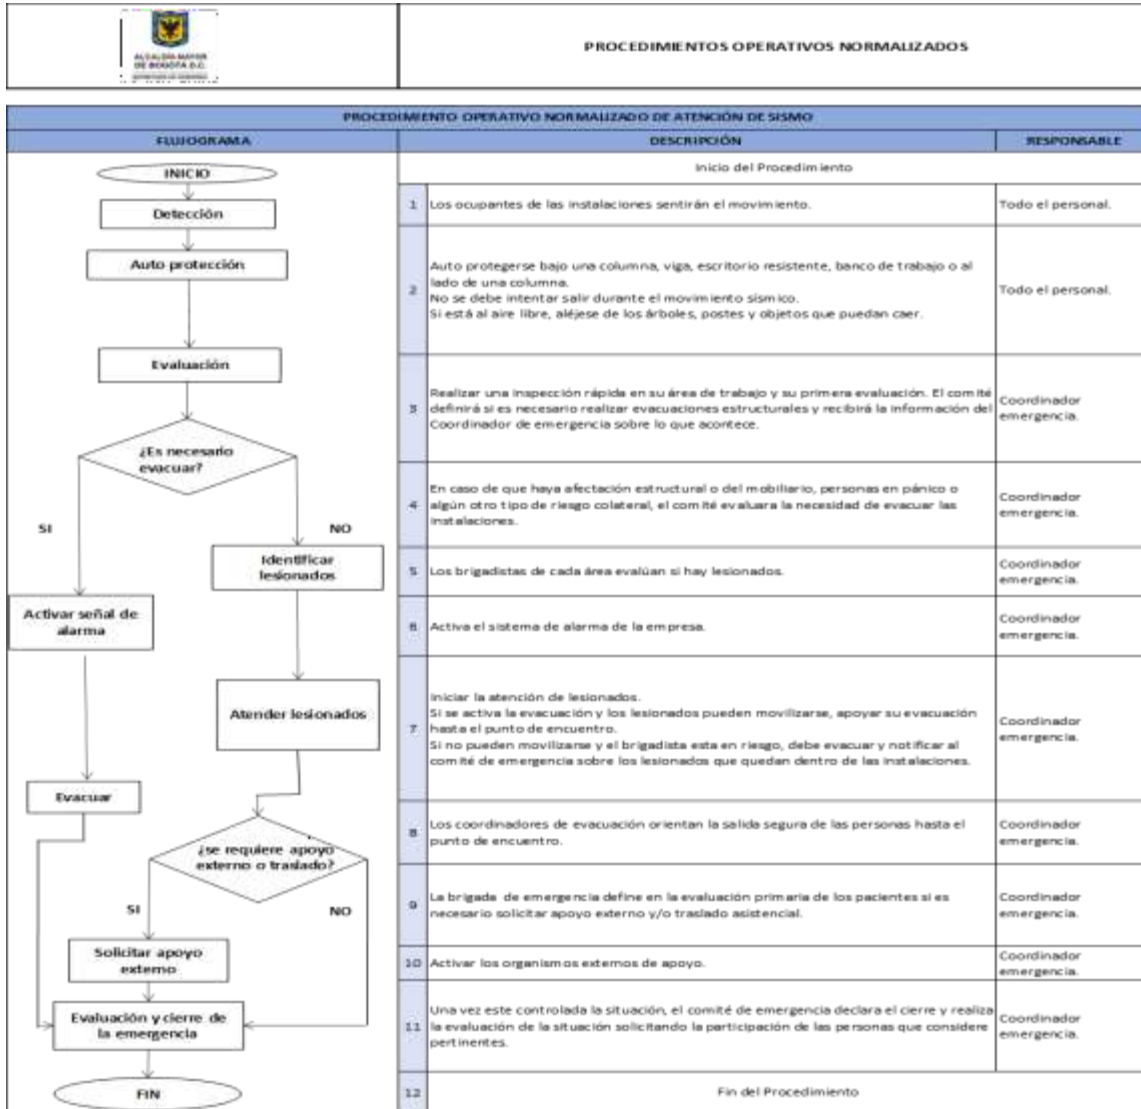 ALCALDÍA MAYOR
DE BOGOTÁ D.C.
PROCEDIMIENTOS OPERATIVOS NORMALIZADOS
PROCEDIMIENTO OPERATIVO NORMALIZADO DE ATENCIÓN DE SISMO
FLUJOGRAMA
DESCRIPCIÓN
RESPONSABLE
INICIO
Detección
Auto protección
Evaluación
¿Es necesario
evacuar?
SI
NO
Identificar
lesionados
Activar señal de
alarma
Atender lesionados
Evacuar
¿se requiere apoyo
externo o traslado?
SI
NO
Solicitar apoyo
externo
Evaluación y cierre de
la emergencia
FIN
Inicio del Procedimiento
1 Los ocupantes de las instalaciones sentirán el movimiento. Todo el personal.
Auto protegerse bajo una columna, viga, escritorio resistente, banco de trabajo o al
lado de una columna.
2 No se debe intentar salir durante el movimiento sísmico. Todo el personal.
Si está al aire libre, aléjese de los árboles, postes y objetos que puedan caer.
Realizar una inspección rápida en su área de trabajo y su primera evaluación. El comité
3 definirá si es necesario realizar evacuaciones estructurales y recibirá la información del
Coordinador de emergencia sobre lo que acontece.
Coordinador
emergencia.
En caso de que haya afectación estructural o del mobiliario, personas en pánico o
4 algún otro tipo de riesgo colateral, el comité evaluara la necesidad de evacuar las
instalaciones.
Coordinador
emergencia.
5 Los brigadistas de cada área evalúan si hay lesionados.
Coordinador
emergencia.
6 Activa el sistema de alarma de la empresa.
Coordinador
emergencia.
Iniciar la atención de lesionados.
Si se activa la evacuación y los lesionados pueden movilizarse, apoyar su evacuación
7 hasta el punto de encuentro.
Si no pueden movilizarse y el brigadista esta en riesgo, debe evacuar y notificar al
comité de emergencia sobre los lesionados que quedan dentro de las instalaciones.
Coordinador
emergencia.
8 Los coordinadores de evacuación orientan la salida segura de las personas hasta el
punto de encuentro.
Coordinador
emergencia.
9 La brigada de emergencia define en la evaluación primaria de los pacientes si es
necesario solicitar apoyo externo y/o traslado asistencial.
Coordinador
emergencia.
10 Activar los organismos externos de apoyo.
Coordinador
emergencia.
Una vez este controlada la situación, el comité de emergencia declara el cierre y realiza
11 la evaluación de la situación solicitando la participación de las personas que considere
pertinentes.
Coordinador
emergencia.
12 Fin del Procedimiento